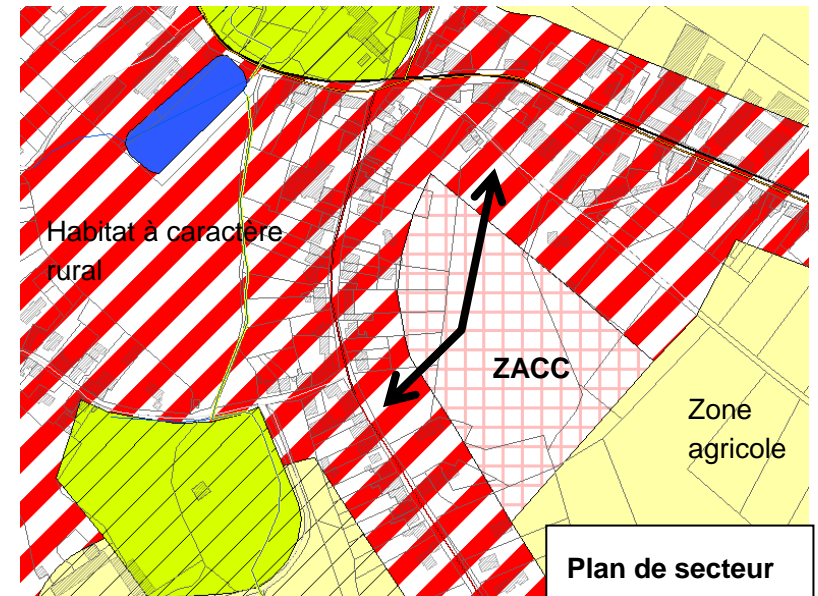 Habitat à caractère
rural
ZACC
Zone
agricole
Plan de secteur